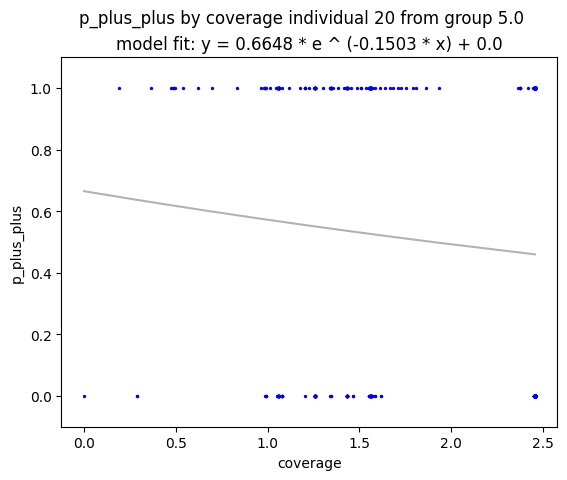 p_plus_plus by coverage individual 20 from group 5.0
model fit: y = 0.6648 * e ^ (-0.1503 * x) + 0.0
1.0
0.8
0.6
0.4
0.2
0.0
p_plus_plus
0.0 0.5 1.0 1.5 2.0 2.5
coverage